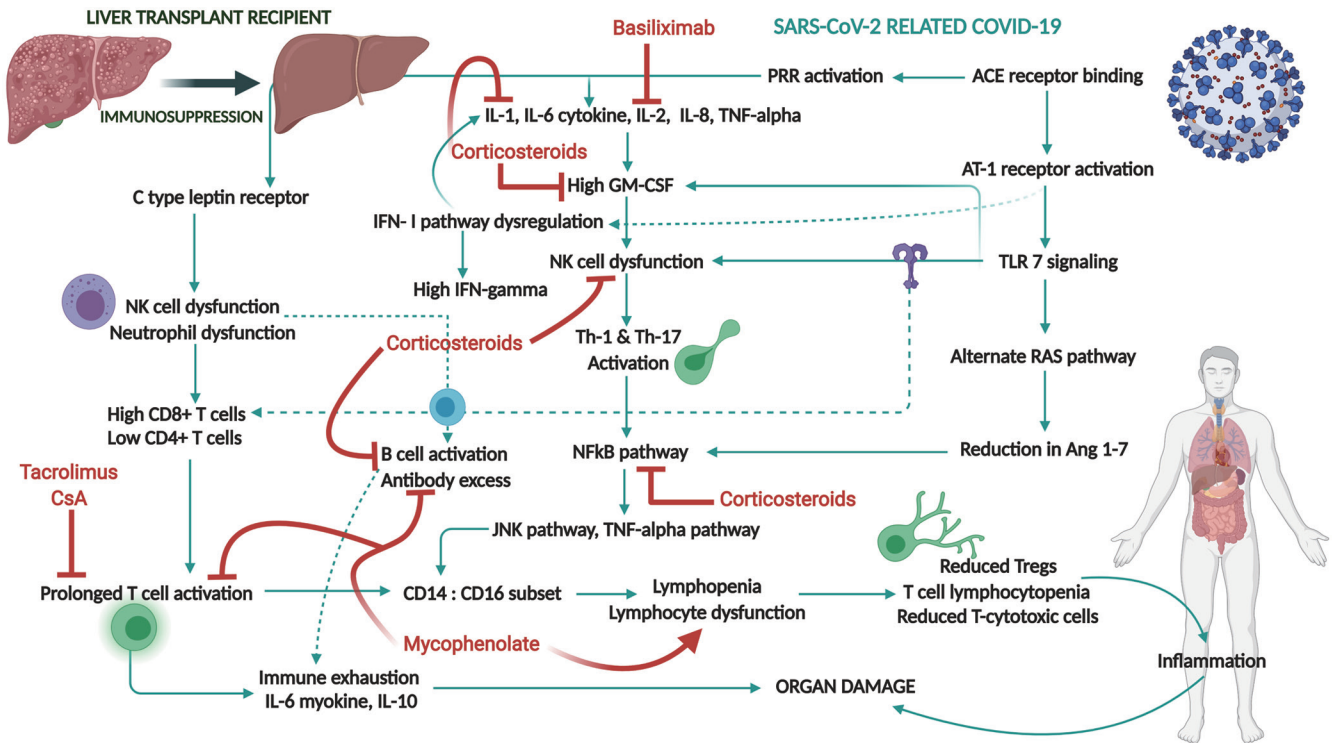 LIVER TRANSPLANT RECIPIENT
IMMUNOSUPPRESSION
Basiliximab
SARS-CoV-2 RELATED COVID-19
PRR activation
ACE receptor binding
IL-1, IL-6 cytokine, IL-2, IL-8, TNF-alpha
Corticosteroids
AT-1 receptor activation
High GM-CSF
C type leptin receptor
IFN- I pathway dysregulation
NK cell dysfunction
TLR 7 signaling
High IFN-gamma
NK cell dysfunction
Neutrophil dysfunction
Corticosteroids
Th-1 & Th-17
Activation
Alternate RAS pathway
High CD8+ T cells
Low CD4+ T cells
B cell activation
Antibody excess
NFkB pathway
Reduction in Ang 1-7
Tacrolimus
CsA
Corticosteroids
JNK pathway, TNF-alpha pathway
Prolonged T cell activation
CD14 : CD16 subset
Lymphopenia
Lymphocyte dysfunction
Reduced Tregs
T cell lymphocytopenia
Reduced T-cytotoxic cells
Mycophenolate
Inflammation
Immune exhaustion
IL-6 myokine, IL-10
ORGAN DAMAGE